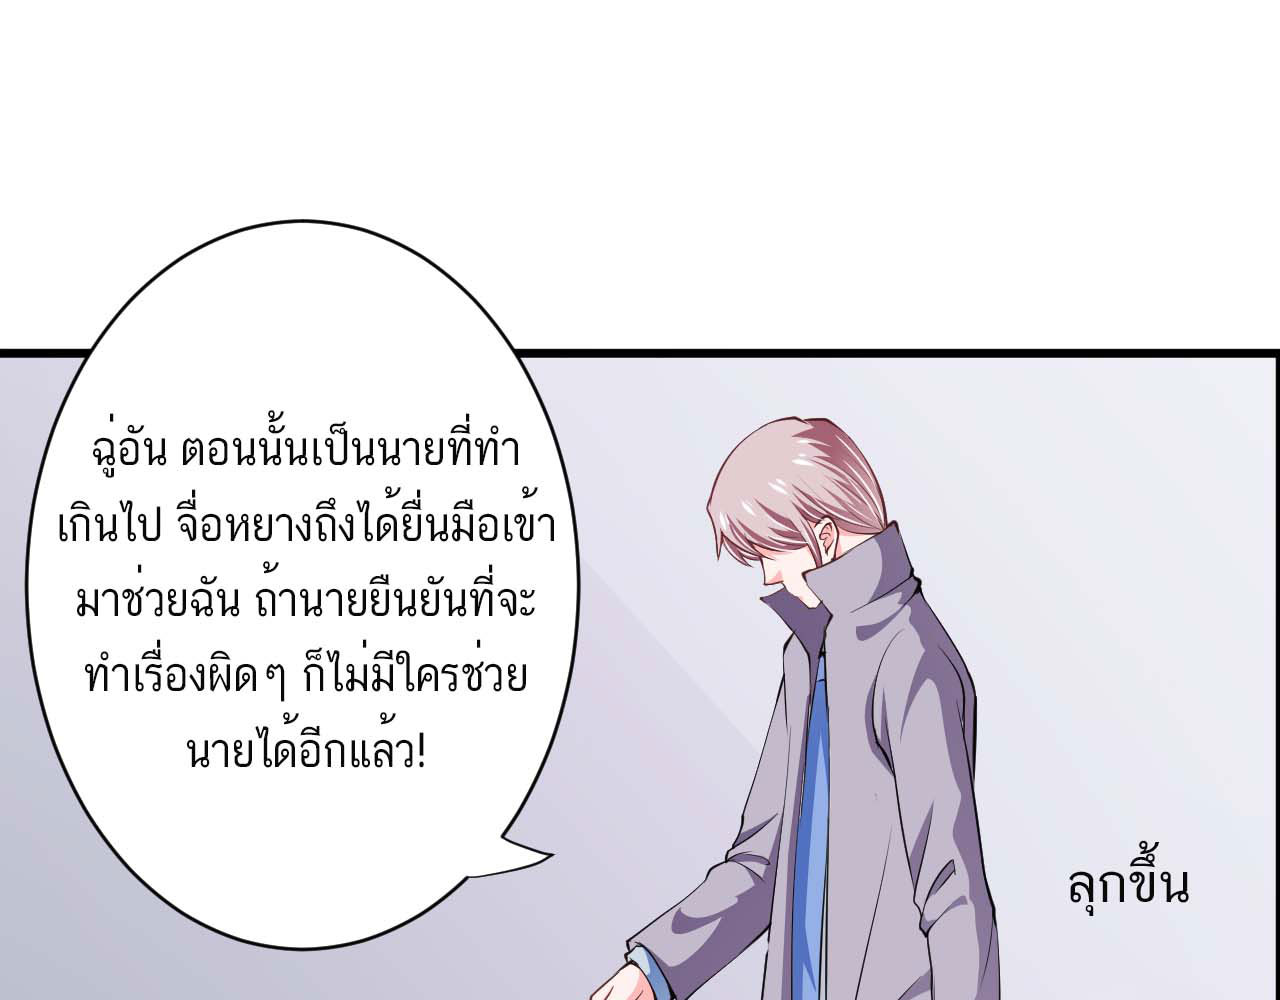 ฉู่อัน ตอนนั้นเป็นนายที่ทำ
เกินไป จื่อหยางถึงได้ยื่นมือเข้า
มาช่วยฉัน ถ้านายยืนยันที่จะ
ทำเรื่องผิดๆ ก็ไม่มีใครช่วย
นายได้อีกแล้ว!
ลุกขึ้น